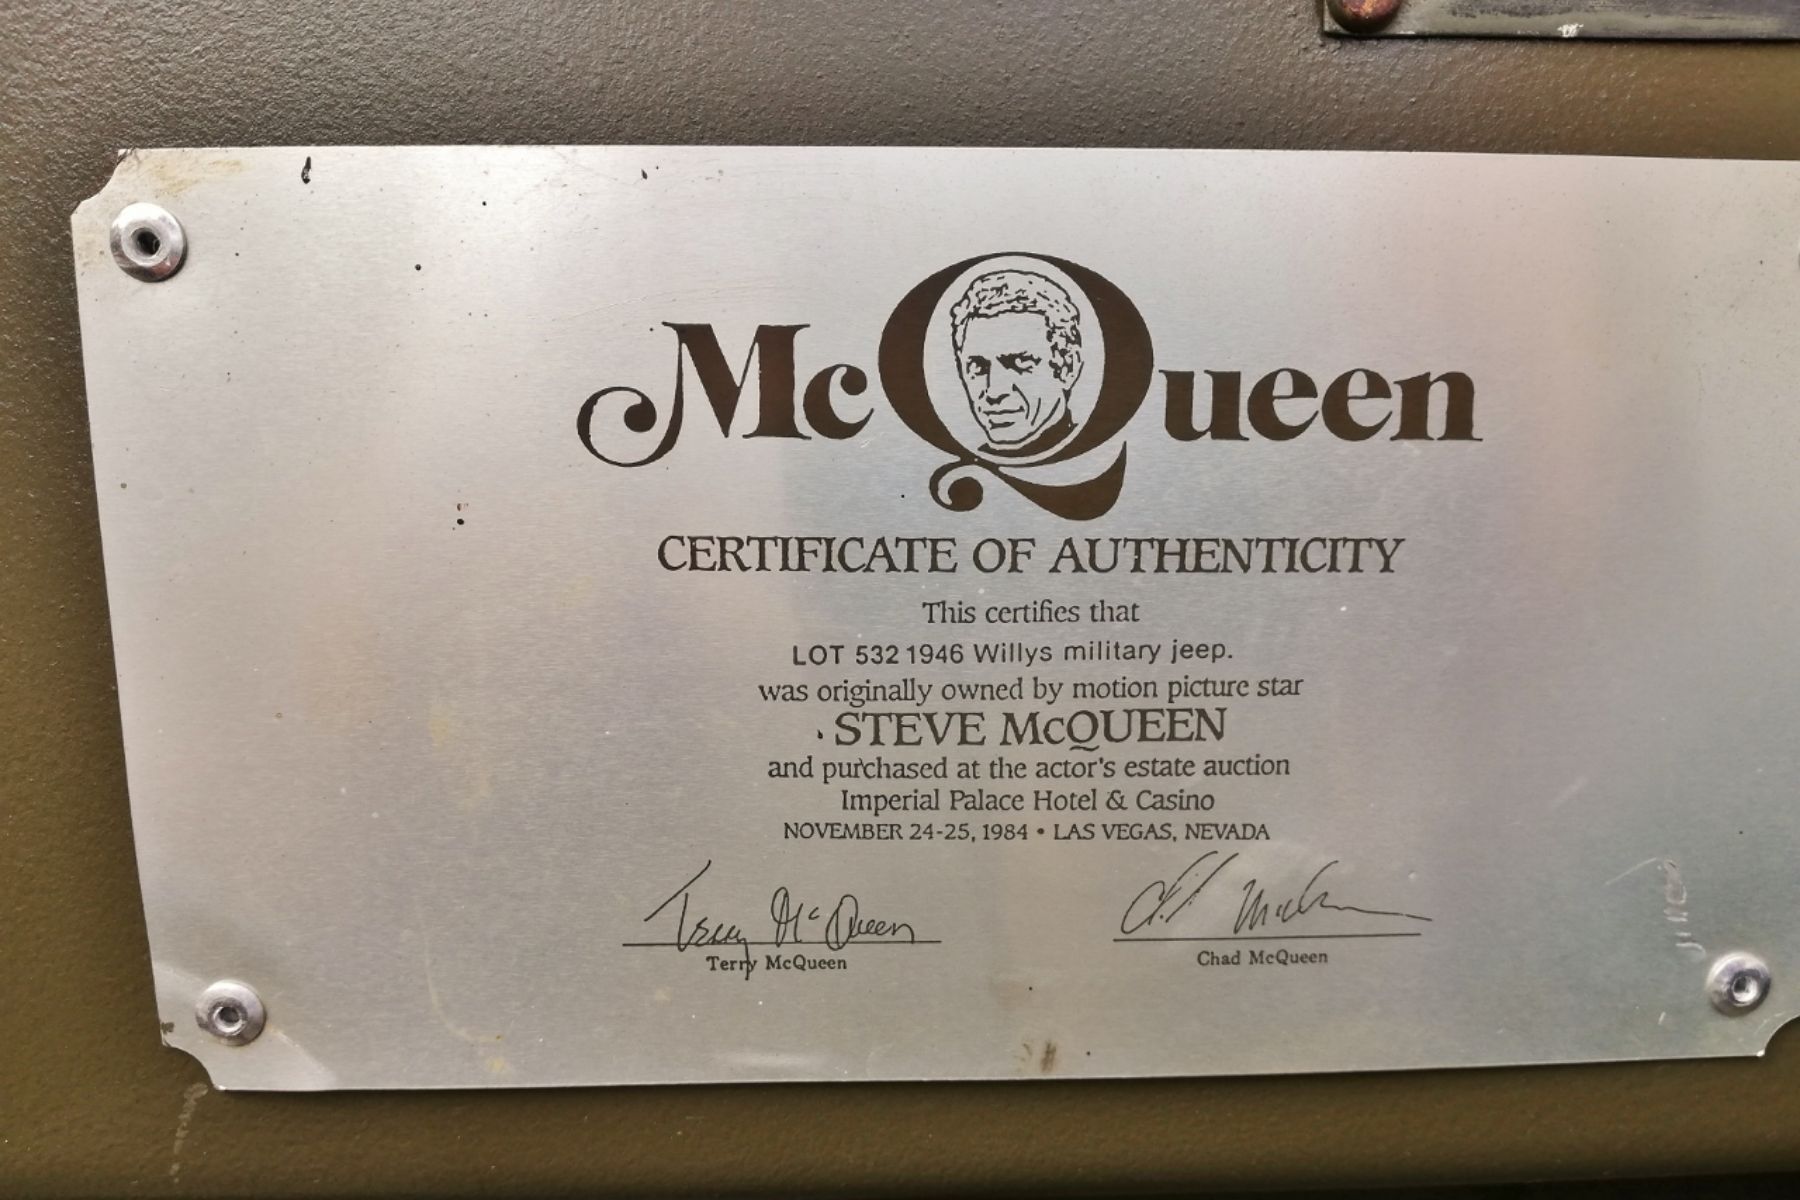 McQueen
CERTIFICATE OF AUTHENTICITY
This certifies that
LOT 532 1946 Willys military jeep.
was originally owned by motion picture star
STEVE McQUEEN
and purchased at the actor's estate auction
Imperial Palace Hotel & Casino
NOVEMBER 24-25, 1984 • LAS VEGAS, NEVADA
Terry McQueen
Terry McQueen
Chad McQueen